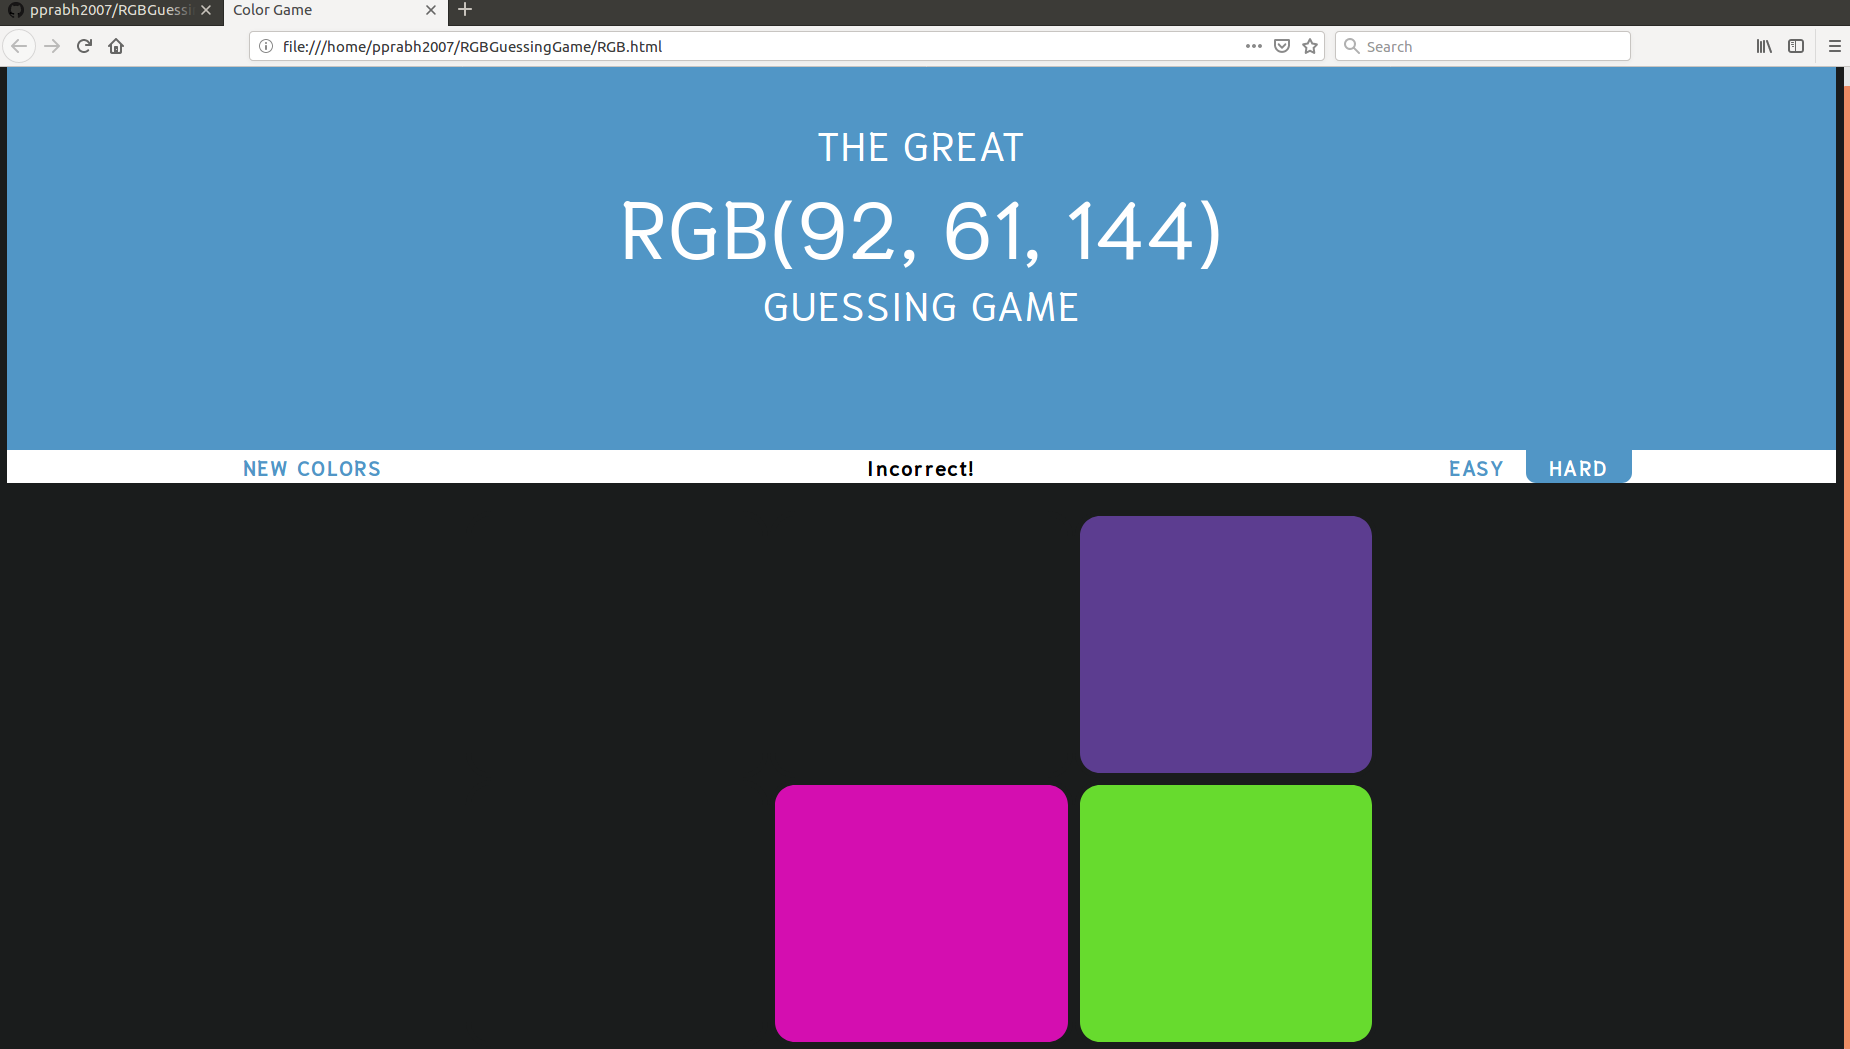 pprabh2007/RGBGuessi
Color Game
file:///home/pprabh2007/RGBGuessingGame/RGB.html
Search
THE GREAT
RGB(92, 61, 144)
GUESSING GAME
NEW COLORS Incorrect! EASY HARD